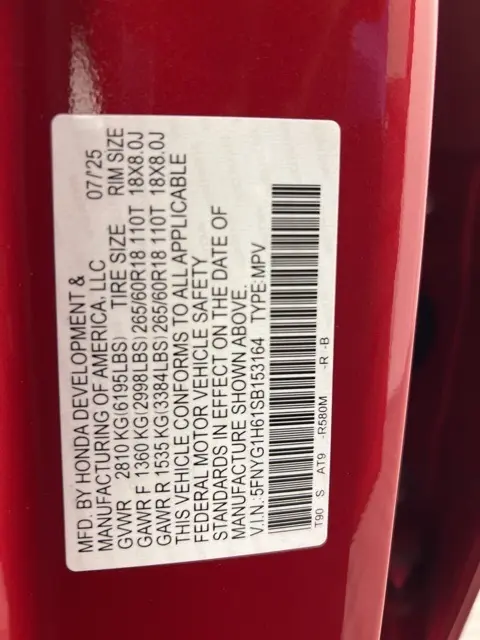 MFD. BY HONDA DEVELOPMENT &
MANUFACTURING OF AMERICA, LLC 07/'25
GVWR 2810 KG(6195LBS) TIRE SIZE RIM SIZE
GAWR F 1360 KG(2998LBS) 265/60R18 110T 18X8.0J
GAWR R 1535 KG(3384LBS) 265/60R18 110T 18X8.0J
THIS VEHICLE CONFORMS TO ALL APPLICABLE
FEDERAL MOTOR VEHICLE SAFETY
STANDARDS IN EFFECT ON THE DATE OF
MANUFACTURE SHOWN ABOVE.
V.I.N.:5FNYG1H61SB153164 TYPE:MPV
T90 S AT9 -R580M -R -B